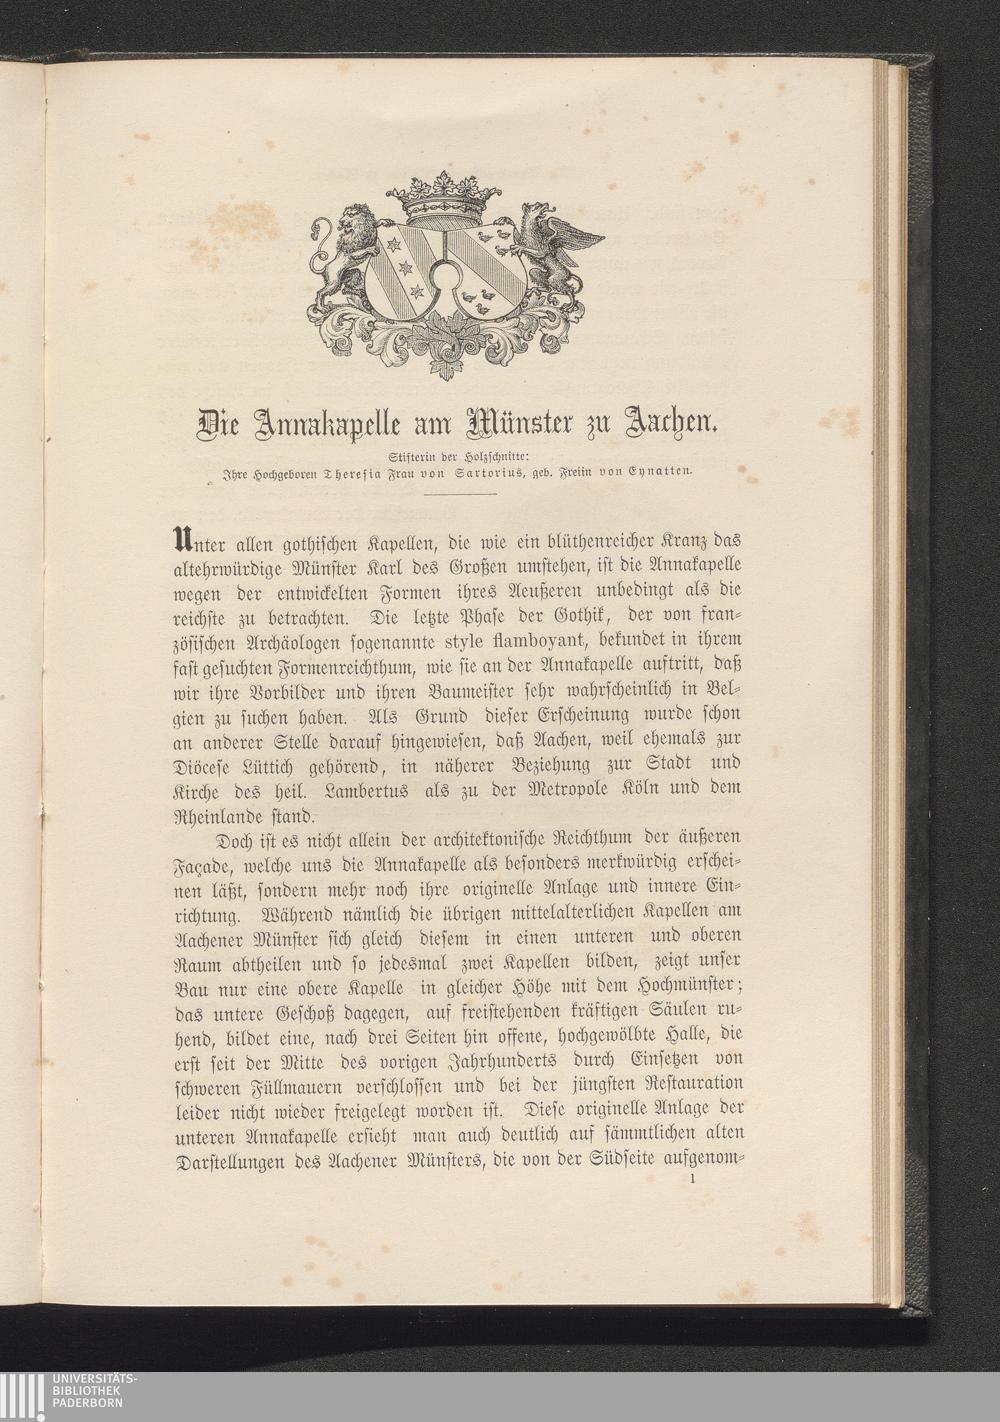 Die Annakapelle am Münster zu Aachen.
Stifterin der Holzschnitte:
Ihre Hochgeboren Theresia Frau von Sartorius, geb. Freiin von Eynatten.
Unter allen gothischen Kapellen, die wie ein blüthenreicher Kranz das
altehrwürdige Münster Karl des Großen umstehen, ist die Annakapelle
wegen der entwickelten Formen ihres Aeußeren unbedingt als die
reichste zu betrachten. Die letzte Phase der Gothik, der von fran-
zösischen Archäologen sogenannte style flamboyant, bekundet in ihrem
fast gesuchten Formenreichthum, wie sie an der Annakapelle auftritt, daß
wir ihre Vorbilder und ihren Baumeister sehr wahrscheinlich in Bel-
gien zu suchen haben. Als Grund dieser Erscheinung wurde schon
an anderer Stelle darauf hingewiesen, daß Aachen, weil ehemals zur
Diöcese Lüttich gehörend, in näherer Beziehung zur Stadt und
Kirche des heil. Lambertus als zu der Metropole Köln und dem
Rheinlande stand.
Doch ist es nicht allein der architektonische Reichthum der äußeren
Façade, welche uns die Annakapelle als besonders merkwürdig erschei-
nen läßt, sondern mehr noch ihre originelle Anlage und innere Ein-
richtung. Während nämlich die übrigen mittelalterlichen Kapellen am
Aachener Münster sich gleich diesem in einen unteren und oberen
Raum abtheilen und so jedesmal zwei Kapellen bilden, zeigt unser
Bau nur eine obere Kapelle in gleicher Höhe mit dem Hochmünster;
das untere Geschoß dagegen, auf freistehenden kräftigen Säulen ru-
hend, bildet eine, nach drei Seiten hin offene, hochgewölbte Halle, die
erst seit der Mitte des vorigen Jahrhunderts durch Einsetzen von
schweren Füllmauern verschlossen und bei der jüngsten Restauration
leider nicht wieder freigelegt worden ist. Diese originelle Anlage der
unteren Annakapelle ersieht man auch deutlich auf sämmtlichen alten
Darstellungen des Aachener Münsters, die von der Südseite aufgenom-
1
UNIVERSITÄTS-
BIBLIOTHEK
PADERBORN